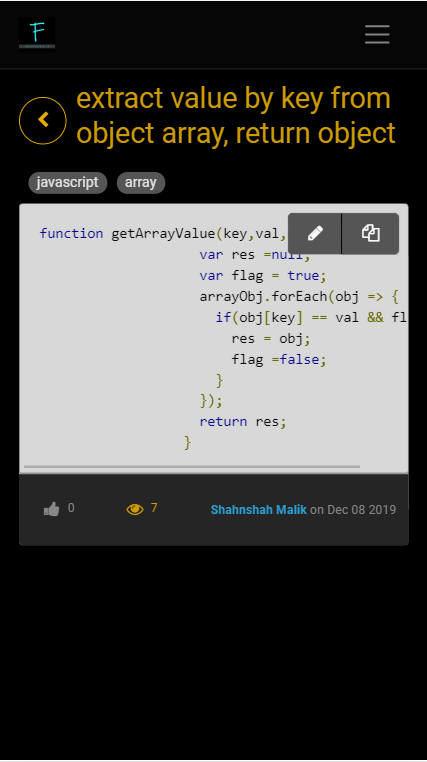 F
extract value by key from
object array, return object
javascript array
function getArrayValue(key,val,
var res =null;
var flag = true;
arrayObj.forEach(obj => {
if(obj[key] == val && fl
res = obj;
flag =false;
}
});
return res;
}
0 7 Shahnshah Malik on Dec 08 2019